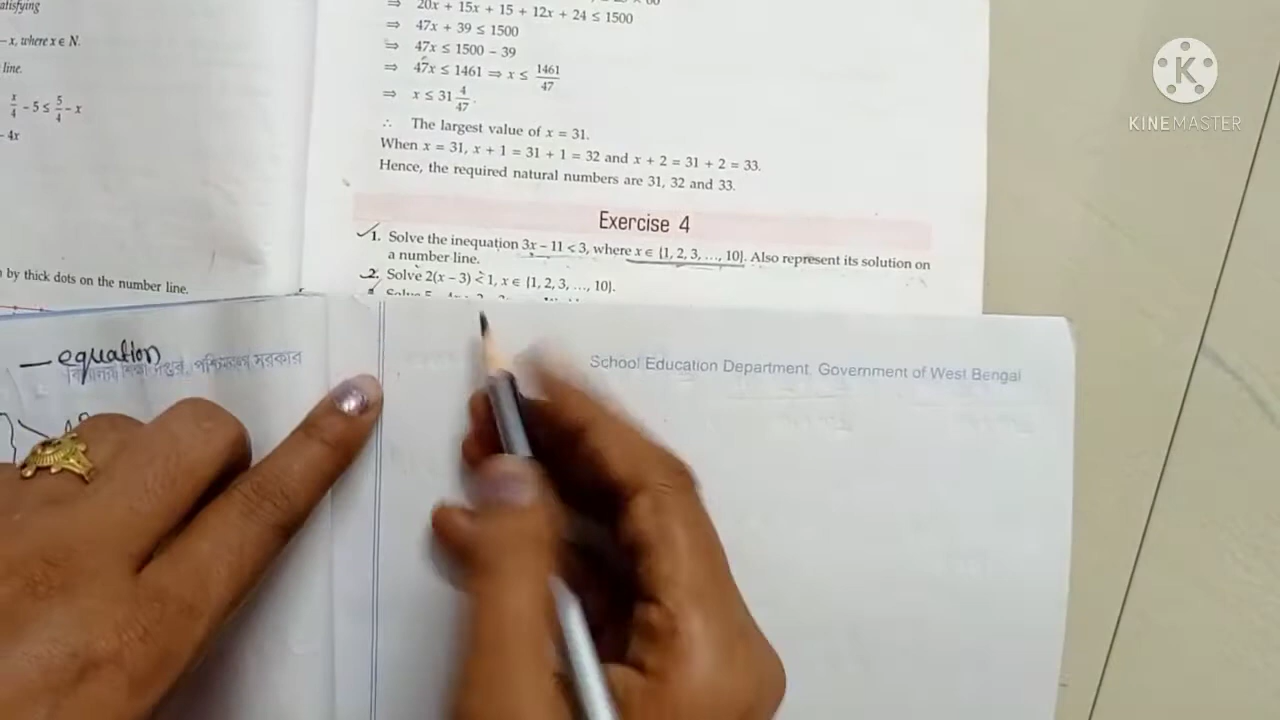 atisfying
– x, where x ∈ N.
line.
x/4 – 5 ≤ 5/4 – x
– 4x
by thick dots on the number line.
⇒ 20x + 15x + 15 + 12x + 24 ≤ 1500
⇒ 47x + 39 ≤ 1500
⇒ 47x ≤ 1500 – 39
⇒ 47x ≤ 1461 ⇒ x ≤ 1461/47
⇒ x ≤ 31 4/47.
∴ The largest value of x = 31.
When x = 31, x + 1 = 31 + 1 = 32 and x + 2 = 31 + 2 = 33.
Hence, the required natural numbers are 31, 32 and 33.
Exercise 4
1. Solve the inequation 3x – 11 < 3, where x ∈ {1, 2, 3, ..., 10}. Also represent its solution on
a number line.
2. Solve 2(x – 3) < 1, x ∈ {1, 2, 3, ..., 10}.
– equation
পশ্চিমবঙ্গ সরকার
School Education Department. Government of West Bengal
K
KINEMASTER